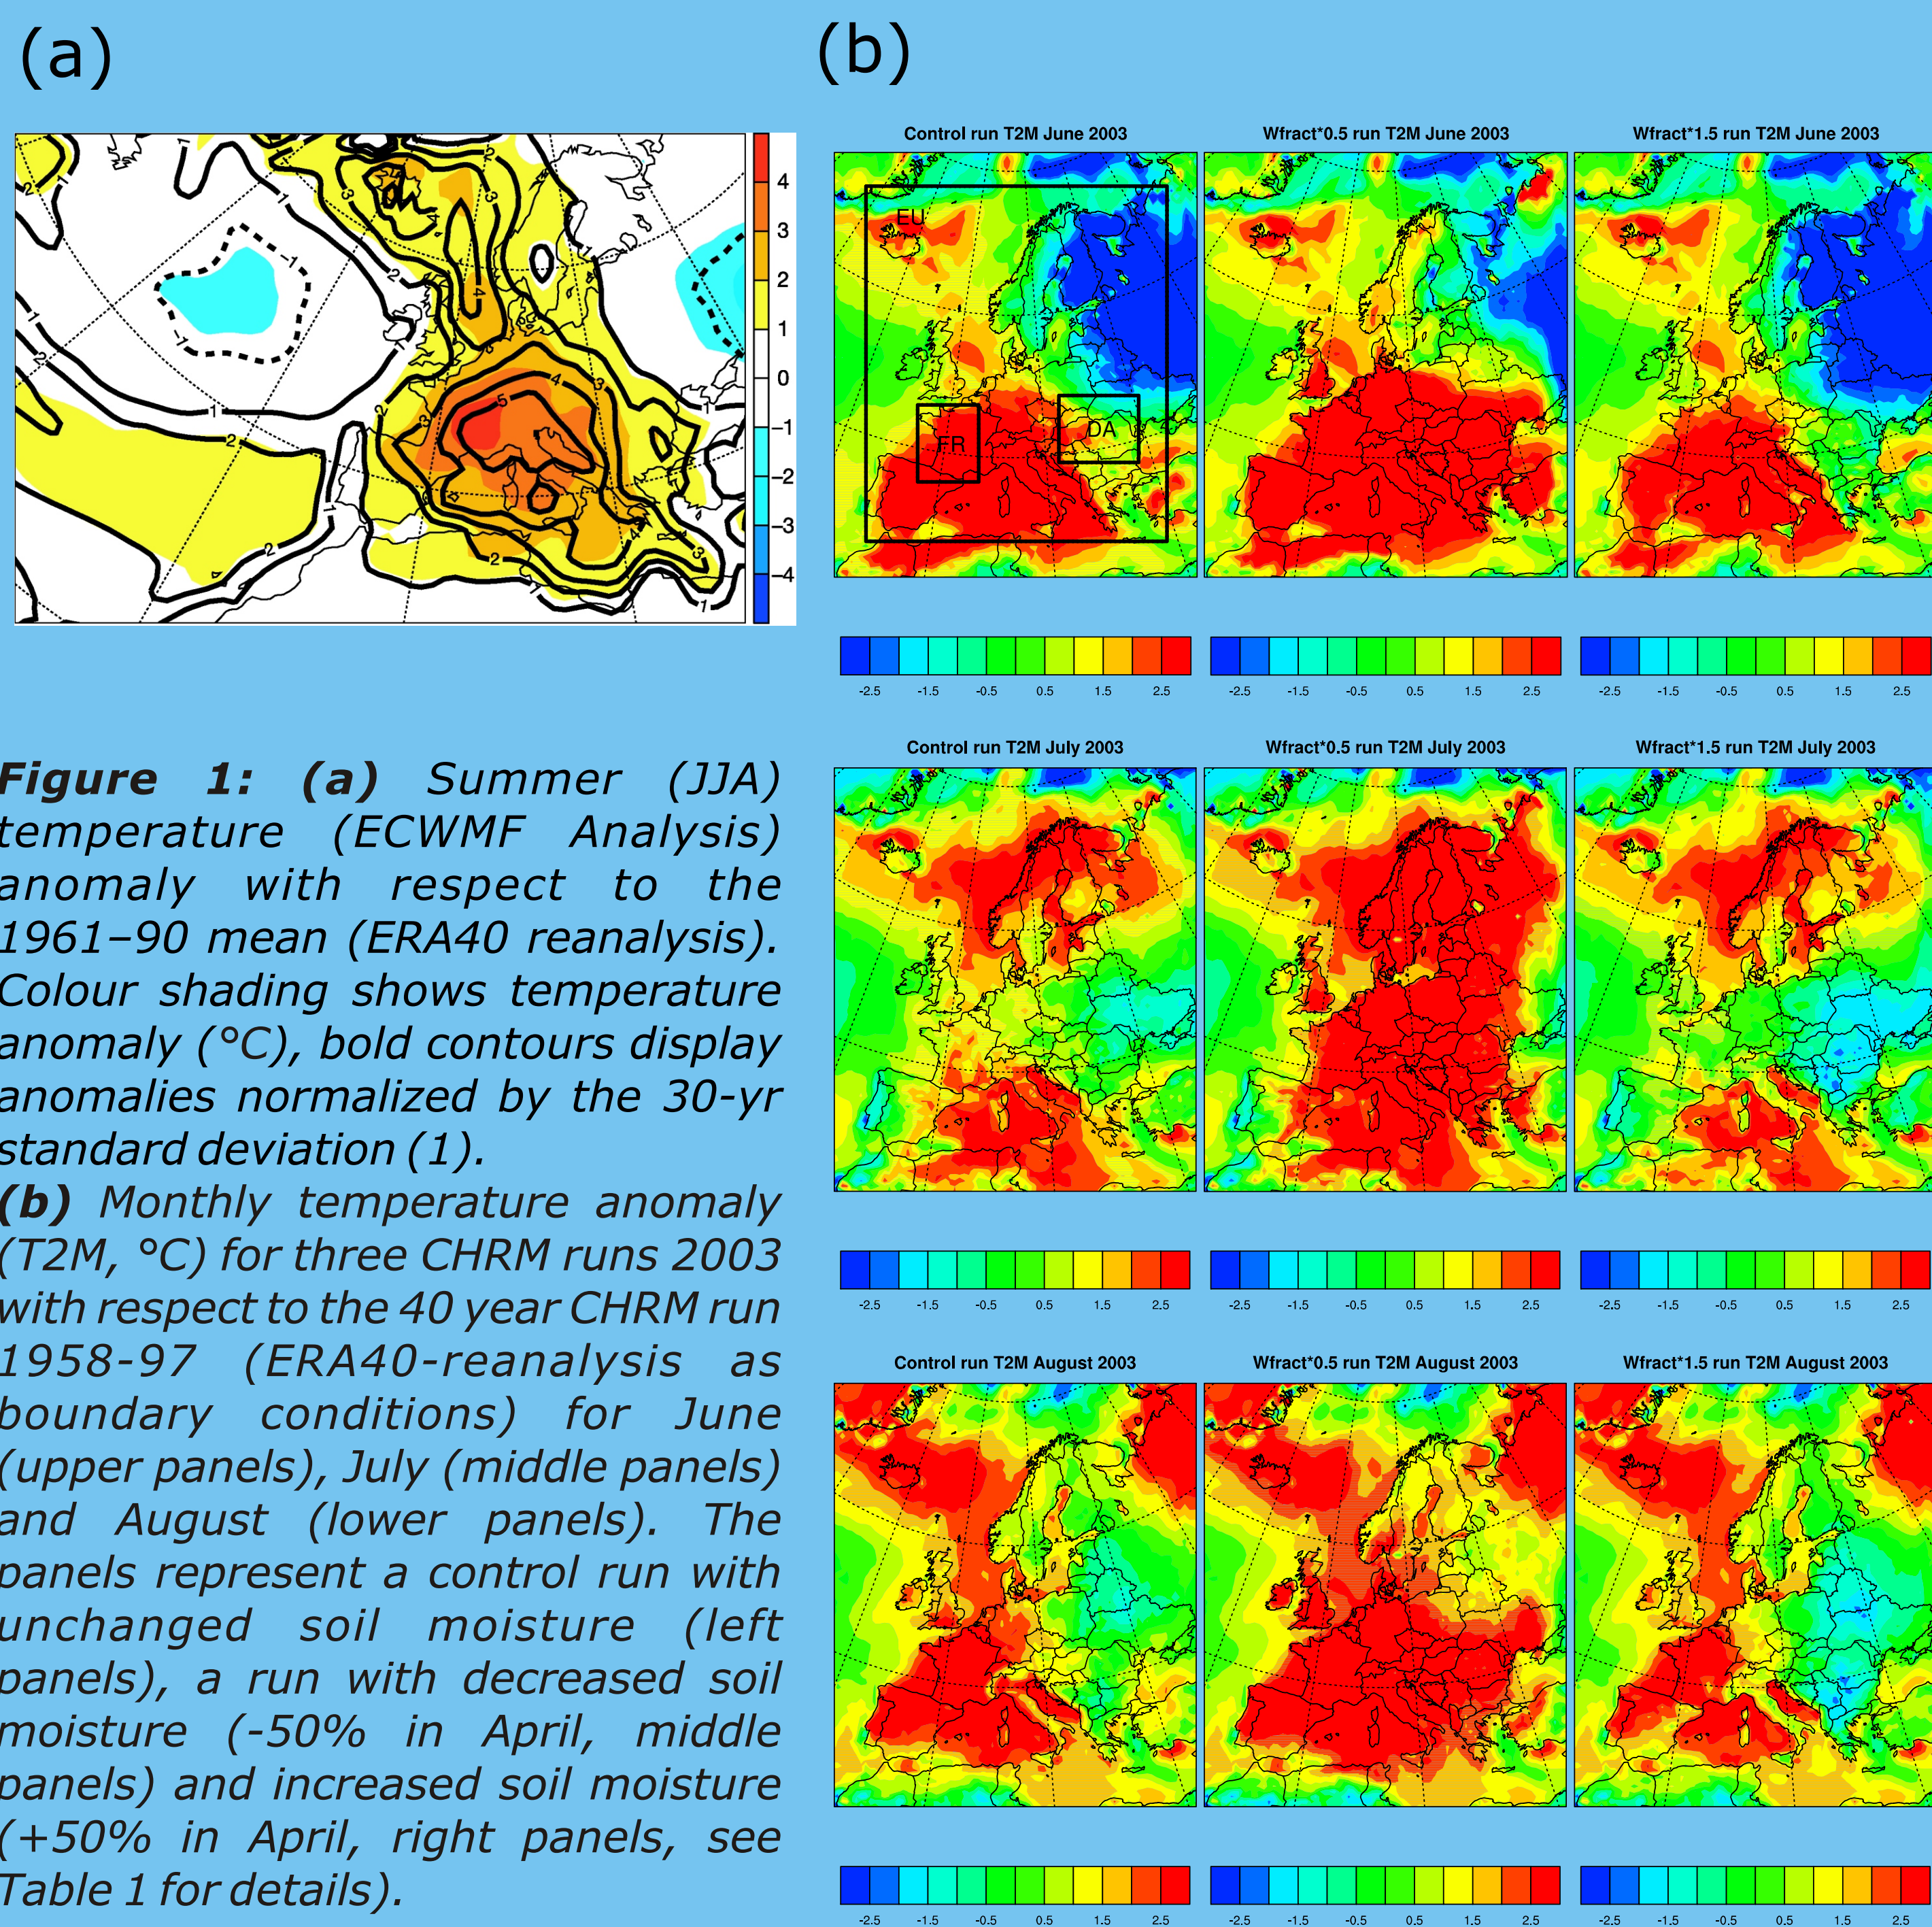 (a)
(b)
4
3
2
1
0
−1
−2
−3
−4
Control run T2M June 2003
Wfract*0.5 run T2M June 2003
Wfract*1.5 run T2M June 2003
EU
FR
DA
-2.5 -1.5 -0.5 0.5 1.5 2.5
-2.5 -1.5 -0.5 0.5 1.5 2.5
-2.5 -1.5 -0.5 0.5 1.5 2.5
Control run T2M July 2003
Wfract*0.5 run T2M July 2003
Wfract*1.5 run T2M July 2003
-2.5 -1.5 -0.5 0.5 1.5 2.5
-2.5 -1.5 -0.5 0.5 1.5 2.5
-2.5 -1.5 -0.5 0.5 1.5 2.5
Control run T2M August 2003
Wfract*0.5 run T2M August 2003
Wfract*1.5 run T2M August 2003
-2.5 -1.5 -0.5 0.5 1.5 2.5
-2.5 -1.5 -0.5 0.5 1.5 2.5
-2.5 -1.5 -0.5 0.5 1.5 2.5
Figure 1: (a) Summer (JJA)
temperature (ECWMF Analysis)
anomaly with respect to the
1961–90 mean (ERA40 reanalysis).
Colour shading shows temperature
anomaly (°C), bold contours display
anomalies normalized by the 30-yr
standard deviation (1).
(b) Monthly temperature anomaly
(T2M, °C) for three CHRM runs 2003
with respect to the 40 year CHRM run
1958-97 (ERA40-reanalysis as
boundary conditions) for June
(upper panels), July (middle panels)
and August (lower panels). The
panels represent a control run with
unchanged soil moisture (left
panels), a run with decreased soil
moisture (-50% in April, middle
panels) and increased soil moisture
(+50% in April, right panels, see
Table 1 for details).